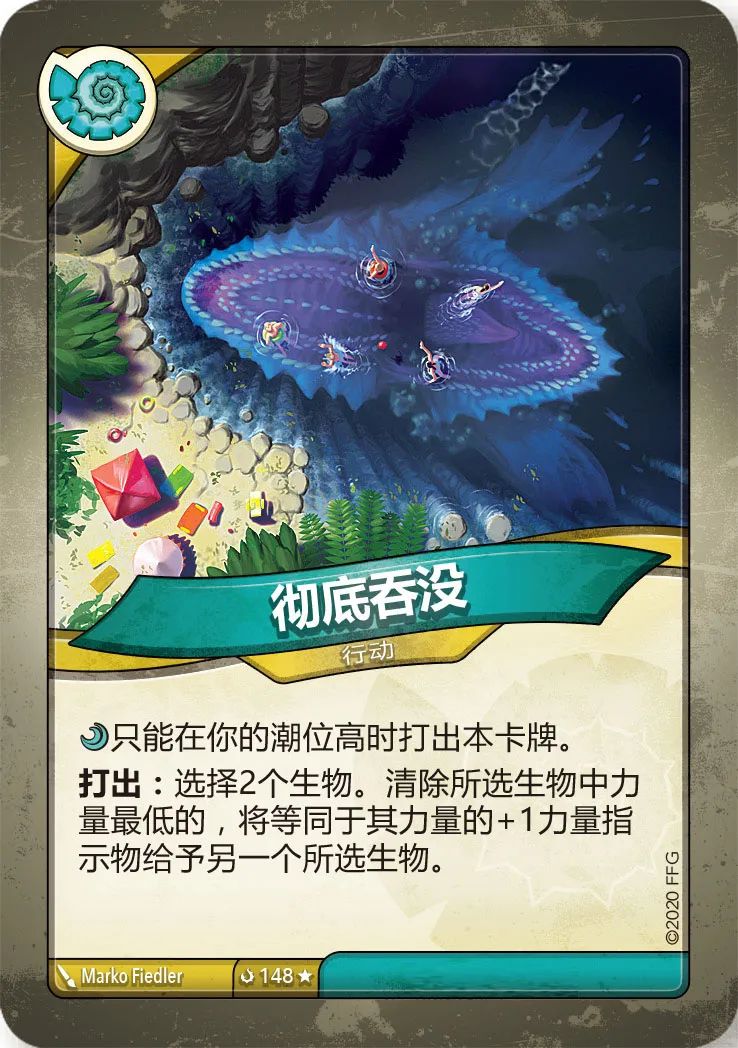 彻底吞没
行动
只能在你的潮位高时打出本卡牌。
打出：选择2个生物。清除所选生物中力
量最低的，将等同于其力量的+1力量指
示物给予另一个所选生物。
©2020 FFG
Marko Fiedler
148